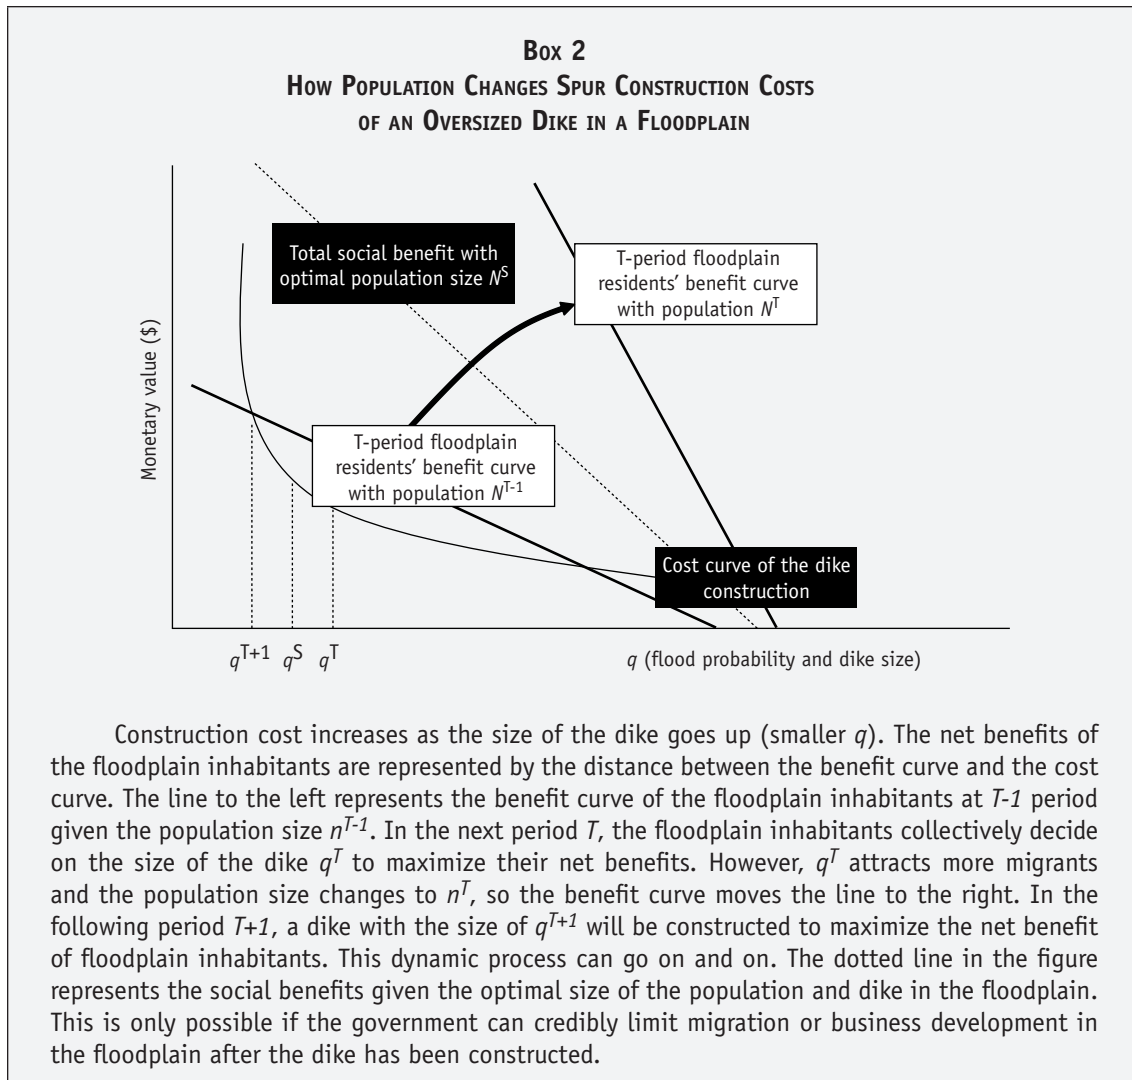 Box 2
How Population Changes Spur Construction Costs
of an Oversized Dike in a Floodplain
Total social benefit with
optimal population size N^S
T-period floodplain
residents' benefit curve
with population N^T
Monetary value ($)
T-period floodplain
residents' benefit curve
with population N^T-1
Cost curve of the dike
construction
q^T+1 q^S q^T q (flood probability and dike size)
Construction cost increases as the size of the dike goes up (smaller q). The net benefits of
the floodplain inhabitants are represented by the distance between the benefit curve and the cost
curve. The line to the left represents the benefit curve of the floodplain inhabitants at T-1 period
given the population size n^T-1. In the next period T, the floodplain inhabitants collectively decide
on the size of the dike q^T to maximize their net benefits. However, q^T attracts more migrants
and the population size changes to n^T, so the benefit curve moves the line to the right. In the
following period T+1, a dike with the size of q^T+1 will be constructed to maximize the net benefit
of floodplain inhabitants. This dynamic process can go on and on. The dotted line in the figure
represents the social benefits given the optimal size of the population and dike in the floodplain.
This is only possible if the government can credibly limit migration or business development in
the floodplain after the dike has been constructed.